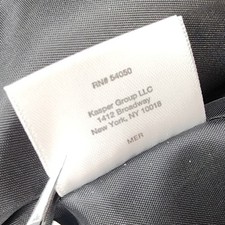 RN# 54050
Kasper Group LLC
1412 Broadway
New York, NY 10018
MER